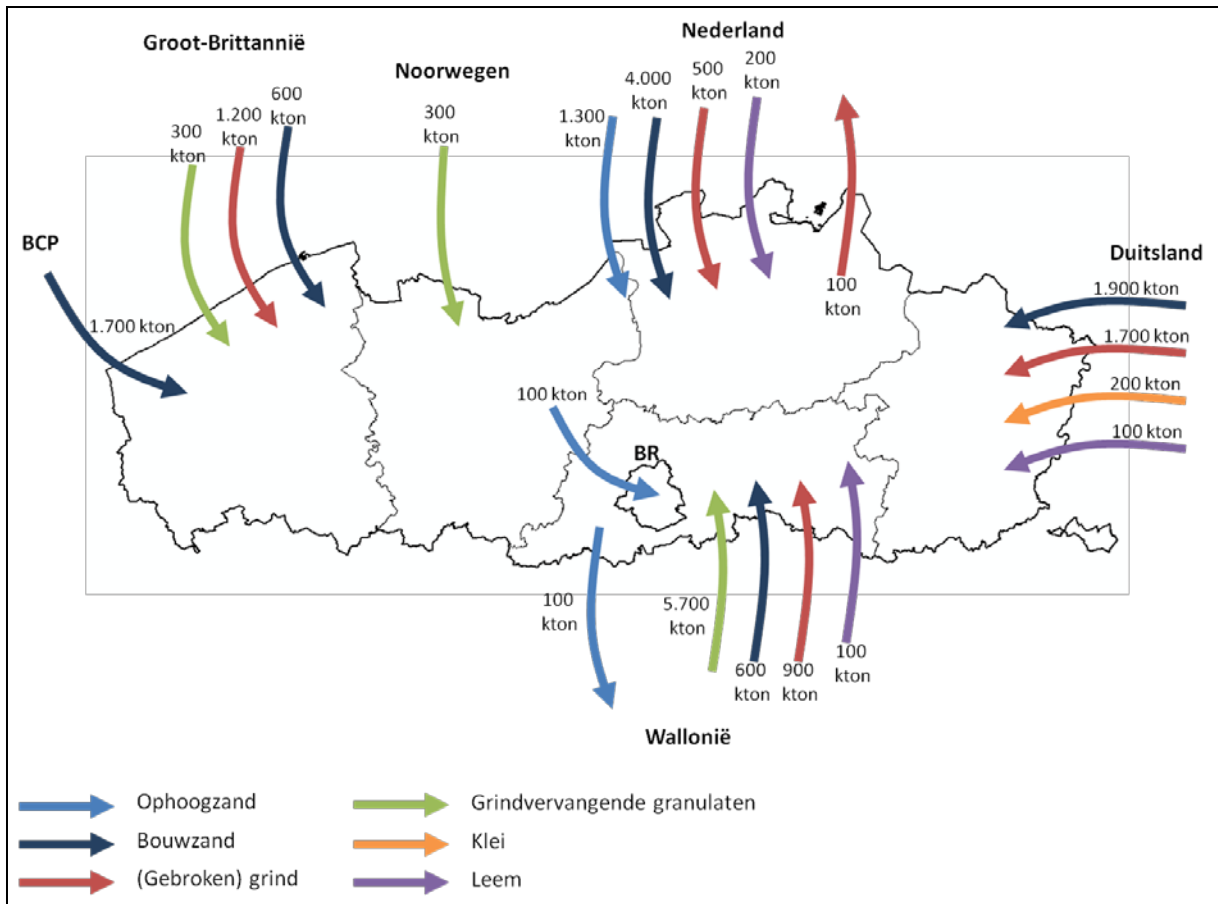 Groot-Brittannië
300
kton
1.200
kton
600
kton
Noorwegen
300
kton
Nederland
1.300
kton
4.000
kton
500
kton
200
kton
100
kton
BCP
1.700 kton
Duitsland
1.900 kton
1.700 kton
200 kton
100 kton
100 kton
BR
100
kton
5.700
kton
600
kton
900
kton
100
kton
Wallonië
Ophoogzand
Bouwzand
(Gebroken) grind
Grindvervangende granulaten
Klei
Leem